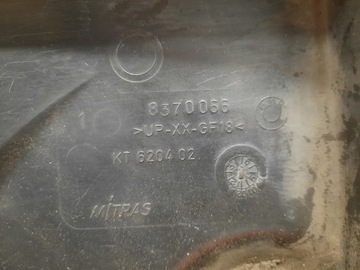 8370066
>UP-XX-GF18<
KT 6204 02
MITRAS